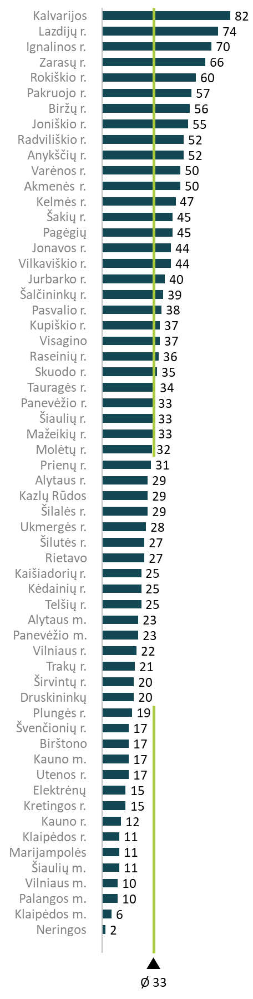 Kalvarijos 82
Lazdijų r. 74
Ignalinos r. 70
Zarasų r. 66
Rokiškio r. 60
Pakruojo r. 57
Biržų r. 56
Joniškio r. 55
Radviliškio r. 52
Anykščių r. 52
Varėnos r. 50
Akmenės r. 50
Kelmės r. 47
Šakių r. 45
Pagėgių 45
Jonavos r. 44
Vilkaviškio r. 44
Jurbarko r. 40
Šalčininkų r. 39
Pasvalio r. 38
Kupiškio r. 37
Visagino 37
Raseinių r. 36
Skuodo r. 35
Tauragės r. 34
Panevėžio r. 33
Šiaulių r. 33
Mažeikių r. 33
Molėtų r. 32
Prienų r. 31
Alytaus r. 29
Kazlų Rūdos 29
Šilalės r. 29
Ukmergės r. 28
Šilutės r. 27
Rietavo 27
Kaišiadorių r. 25
Kėdainių r. 25
Telšių r. 25
Alytaus m. 23
Panevėžio m. 23
Vilniaus r. 22
Trakų r. 21
Širvintų r. 20
Druskininkų 20
Plungės r. 19
Švenčionių r. 17
Birštono 17
Kauno m. 17
Utenos r. 17
Elektrėnų 15
Kretingos r. 15
Kauno r. 12
Klaipėdos r. 11
Marijampolės 11
Šiaulių m. 11
Vilniaus m. 10
Palangos m. 10
Klaipėdos m. 6
Neringos 2
Ø 33